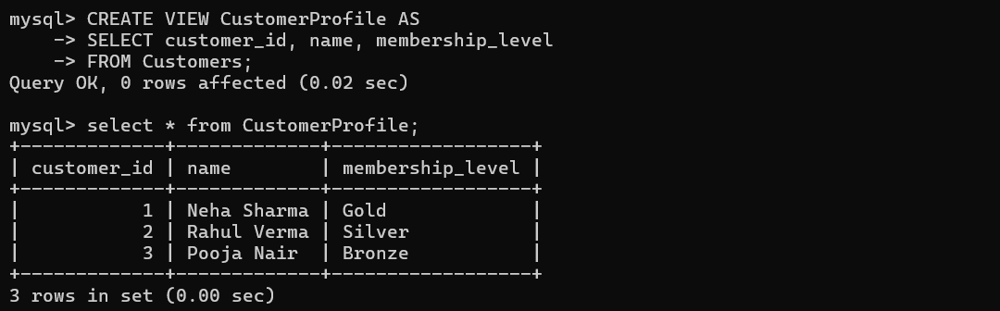 mysql> CREATE VIEW CustomerProfile AS
    -> SELECT customer_id, name, membership_level
    -> FROM Customers;
Query OK, 0 rows affected (0.02 sec)

mysql> select * from CustomerProfile;
+-------------+-------------+------------------+
| customer_id | name        | membership_level |
+-------------+-------------+------------------+
|           1 | Neha Sharma | Gold             |
|           2 | Rahul Verma | Silver           |
|           3 | Pooja Nair  | Bronze           |
+-------------+-------------+------------------+
3 rows in set (0.00 sec)